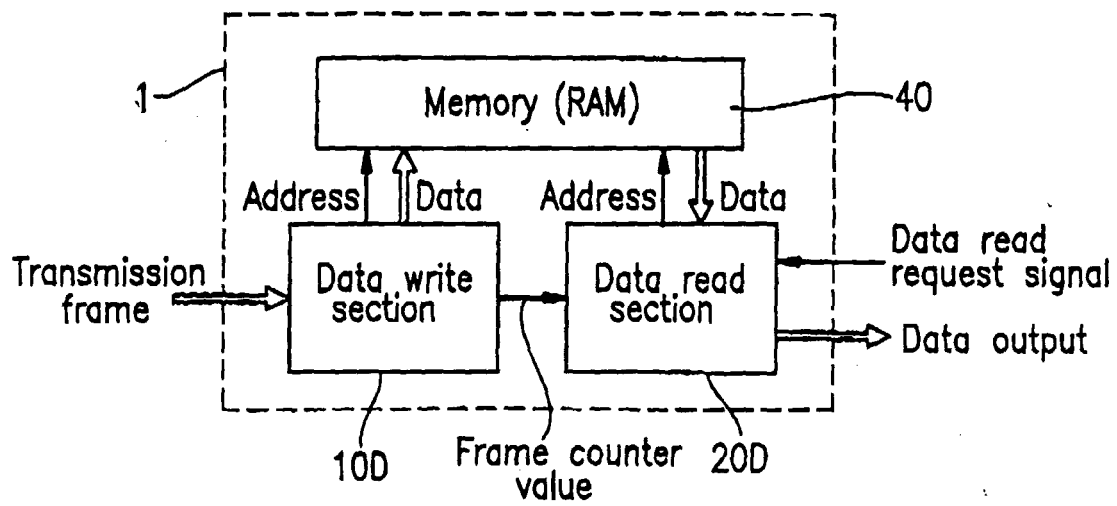 1
Memory (RAM)
40
Address
Data
Address
Data
Transmission
frame
Data write
section
Data read
section
Data read
request signal
Data output
10D
Frame counter
value
20D